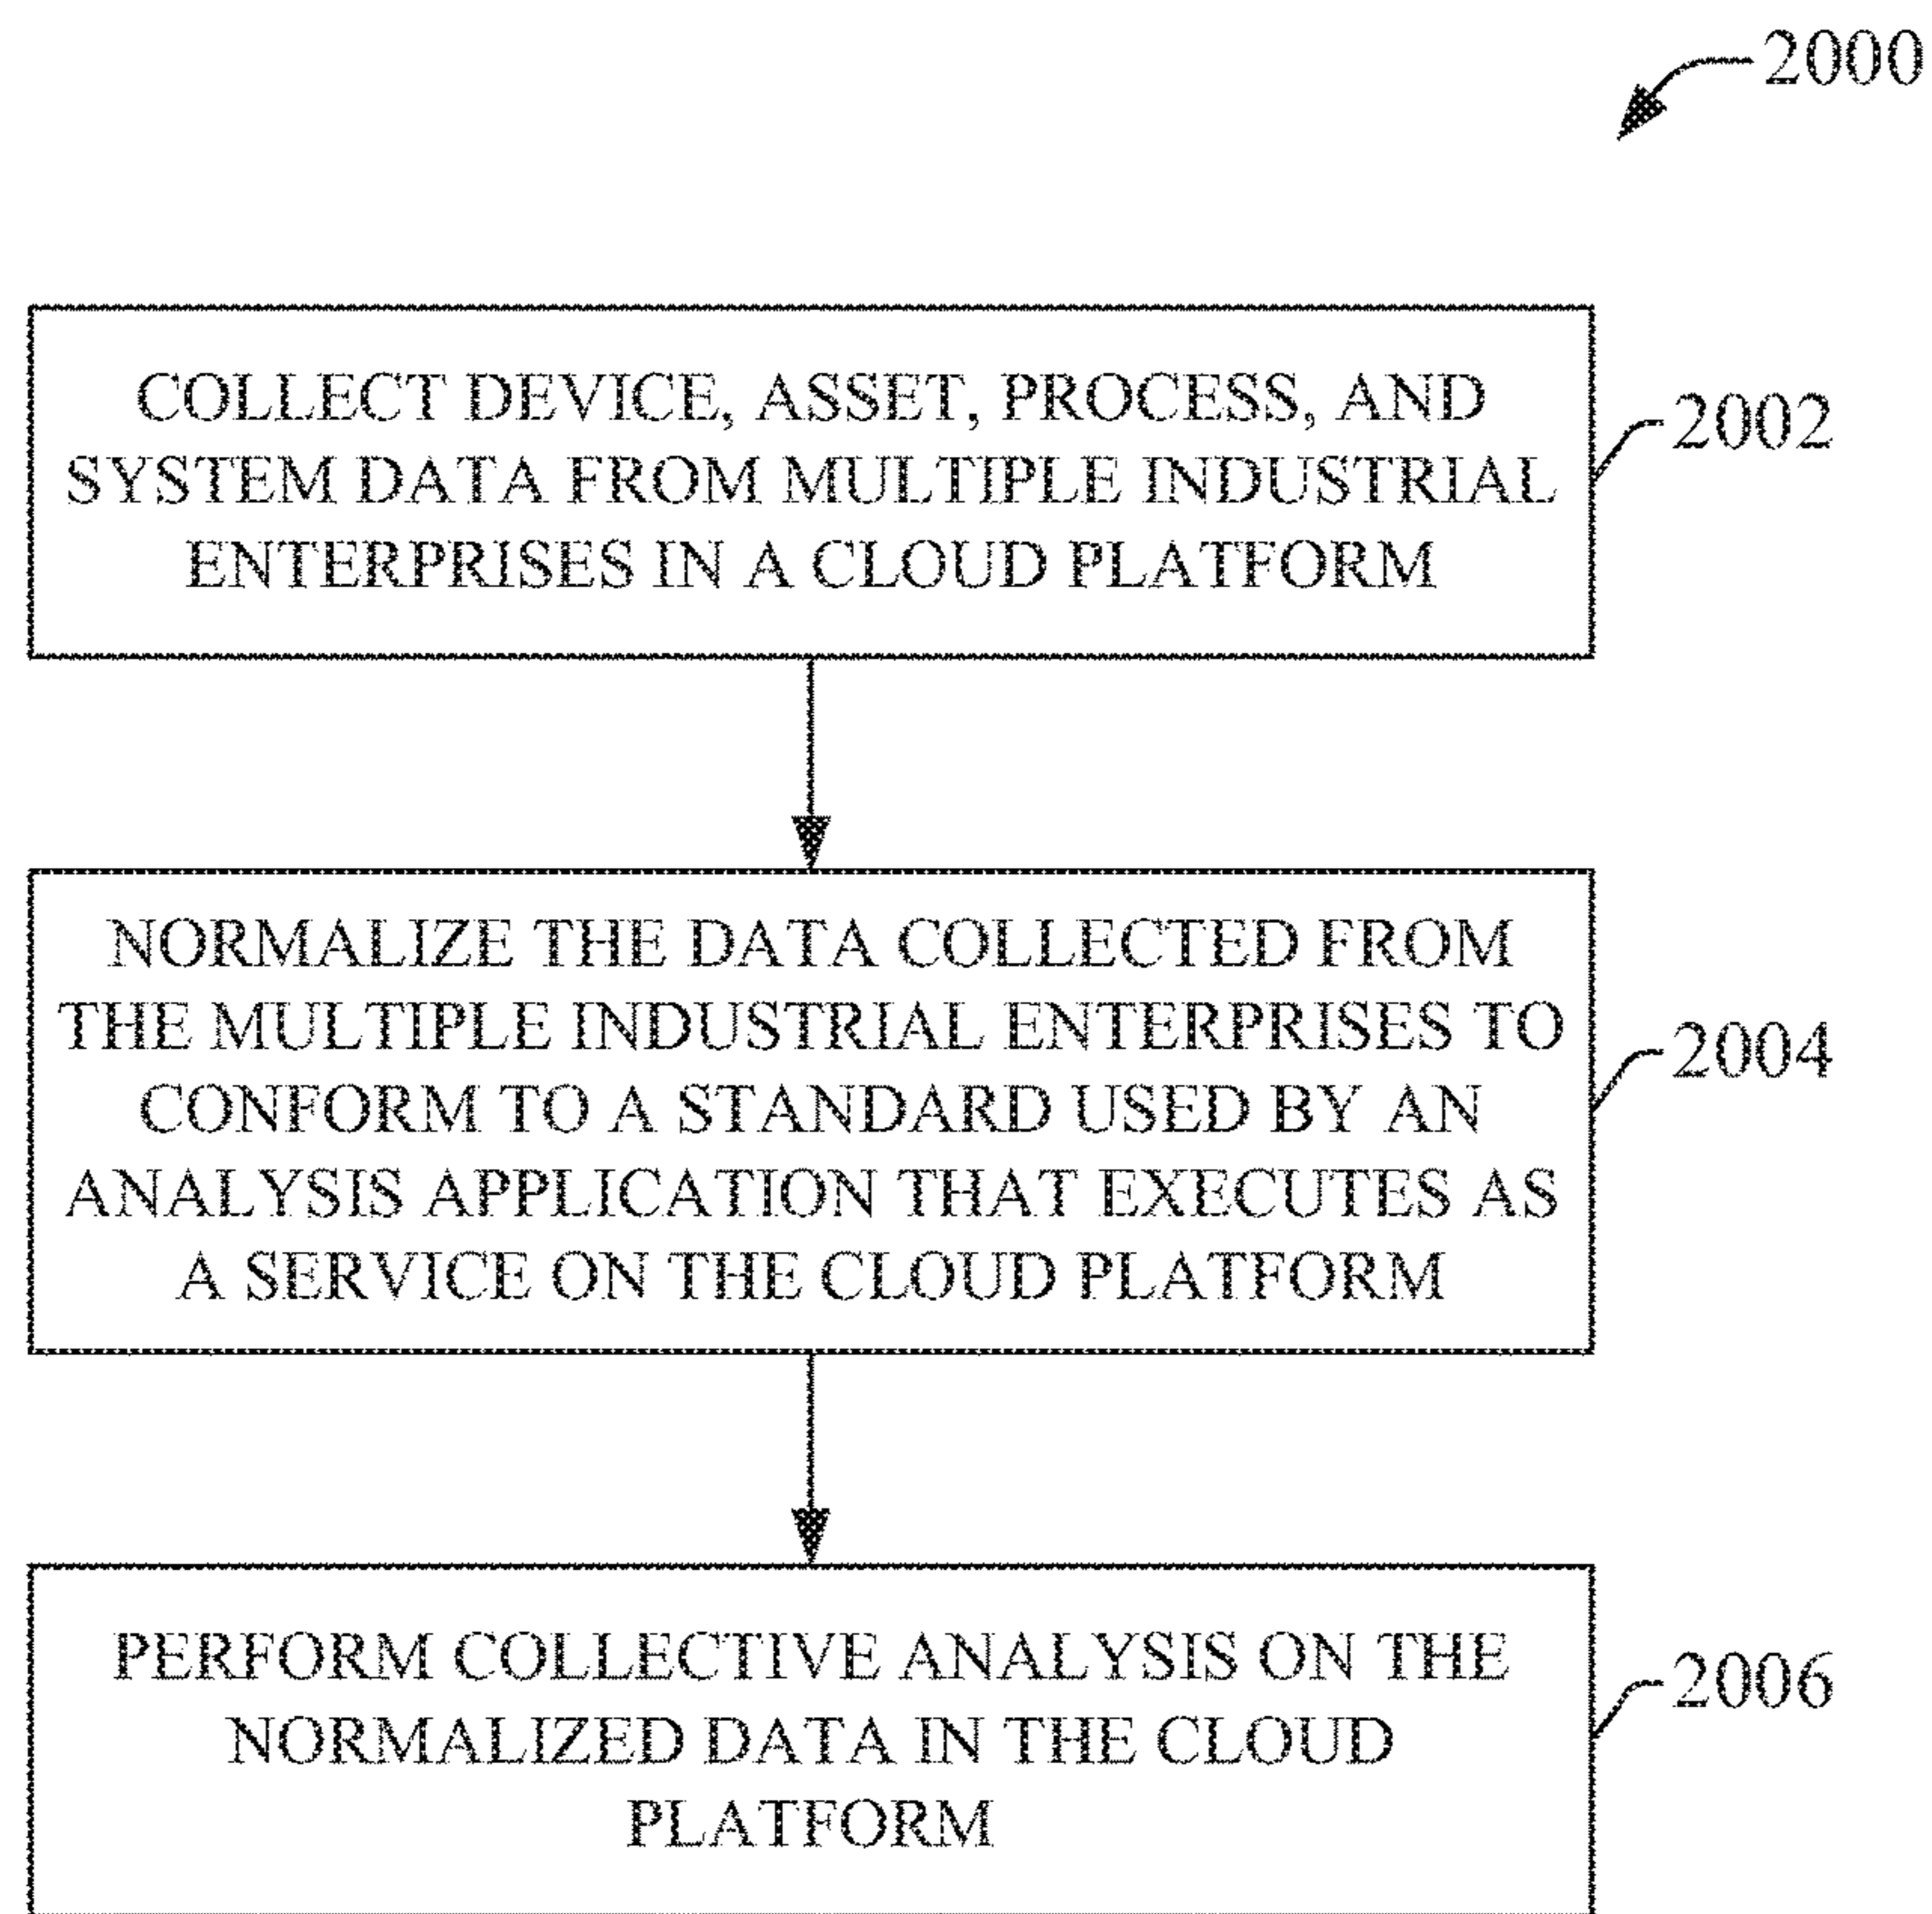 2000
COLLECT DEVICE, ASSET, PROCESS, AND
SYSTEM DATA FROM MULTIPLE INDUSTRIAL
ENTERPRISES IN A CLOUD PLATFORM
2002
NORMALIZE THE DATA COLLECTED FROM
THE MULTIPLE INDUSTRIAL ENTERPRISES TO
CONFORM TO A STANDARD USED BY AN
ANALYSIS APPLICATION THAT EXECUTES AS
A SERVICE ON THE CLOUD PLATFORM
2004
PERFORM COLLECTIVE ANALYSIS ON THE
NORMALIZED DATA IN THE CLOUD
PLATFORM
2006